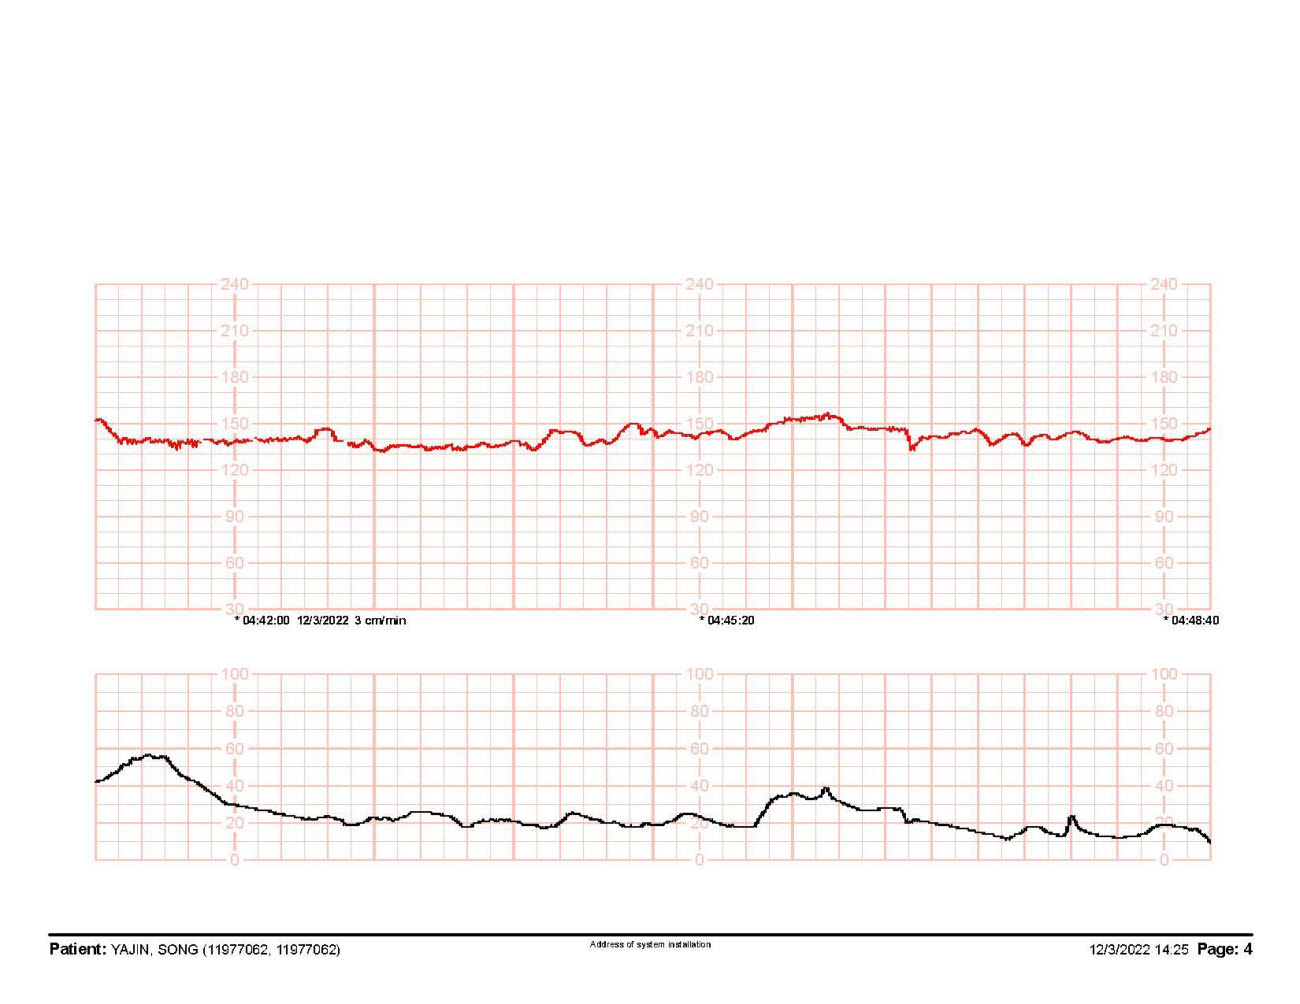 240 240 240
210 210 210
180 180 180
150 150 150
120 120 120
90 90 90
60 60 60
30 30 30
* 04:42:00 12/3/2022 3 cm/min * 04:45:20 * 04:48:40
100 100 100
80 80 80
60 60 60
40 40 40
20 20 20
0 0 0
Patient: YAJIN, SONG (11977062, 11977062) Address of system installation 12/3/2022 14:25 Page: 4